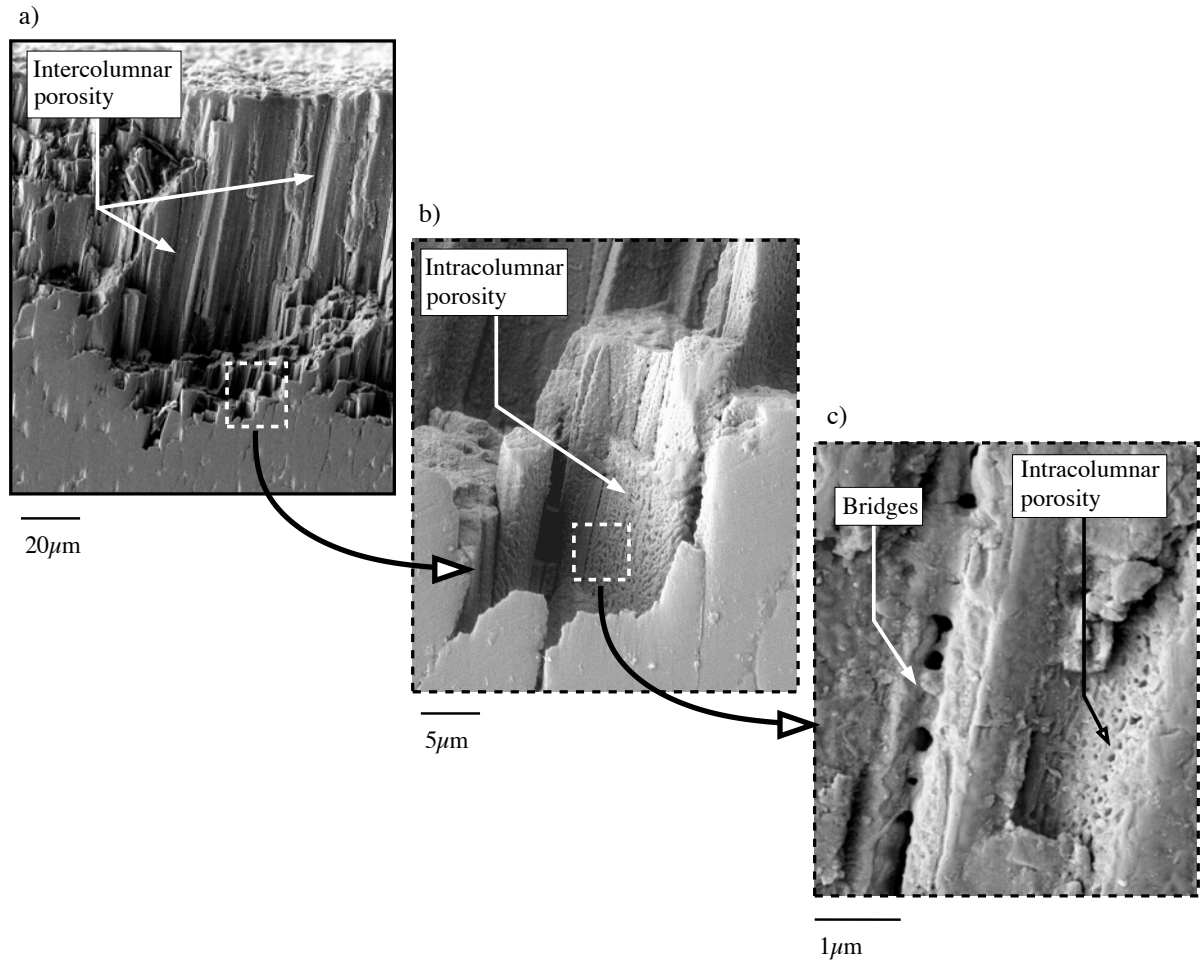 a)
Intercolumnar
porosity
20μm
b)
Intracolumnar
porosity
5μm
c)
Bridges
Intracolumnar
porosity
1μm